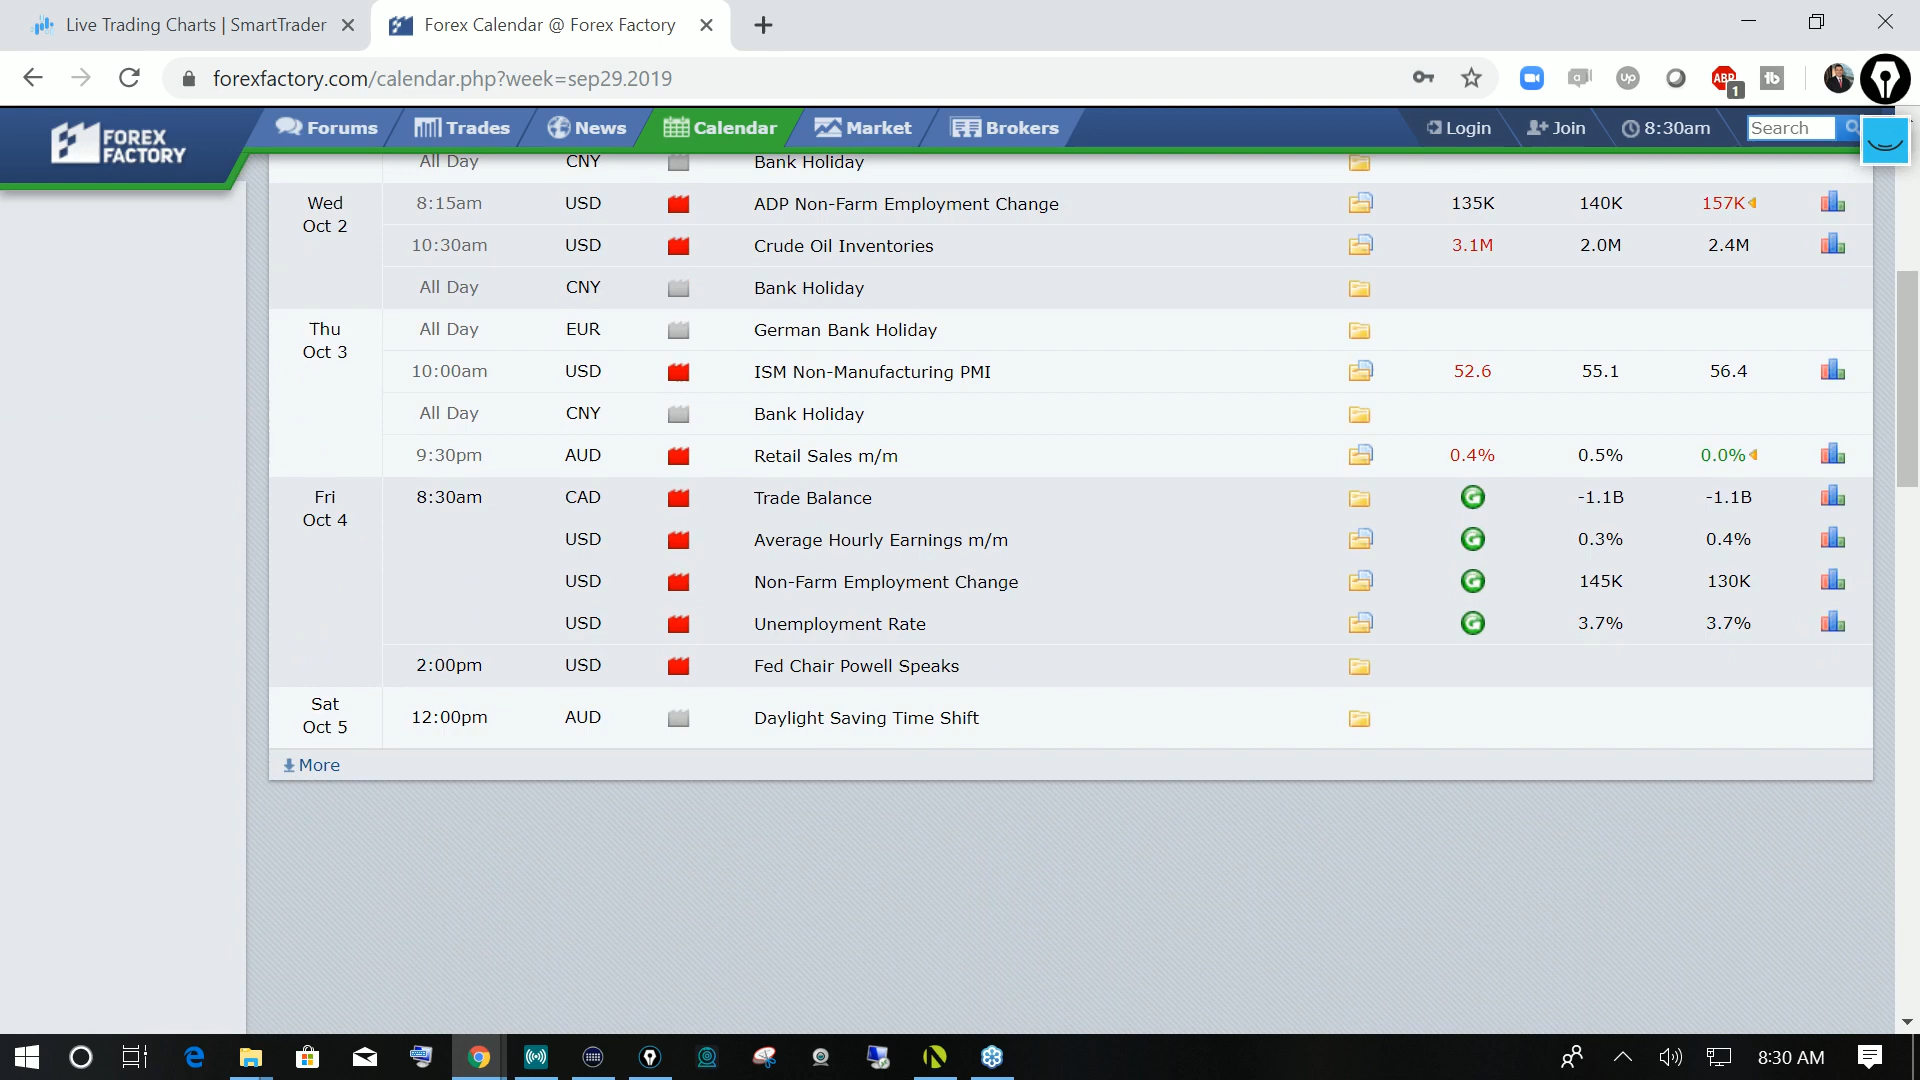 Live Trading Charts | SmartTrader
Forex Calendar @ Forex Factory
forexfactory.com/calendar.php?week=sep29.2019
Up
ABP
1
tb
FOREX FACTORY
Forums
Trades
News
Calendar
Market
Brokers
Login
Join
8:30am
Search
All Day CNY Bank Holiday
Wed Oct 2
8:15am USD ADP Non-Farm Employment Change 135K 140K 157K
10:30am USD Crude Oil Inventories 3.1M 2.0M 2.4M
All Day CNY Bank Holiday
Thu Oct 3
All Day EUR German Bank Holiday
10:00am USD ISM Non-Manufacturing PMI 52.6 55.1 56.4
All Day CNY Bank Holiday
9:30pm AUD Retail Sales m/m 0.4% 0.5% 0.0%
Fri Oct 4
8:30am CAD Trade Balance -1.1B -1.1B
USD Average Hourly Earnings m/m 0.3% 0.4%
USD Non-Farm Employment Change 145K 130K
USD Unemployment Rate 3.7% 3.7%
2:00pm USD Fed Chair Powell Speaks
Sat Oct 5
12:00pm AUD Daylight Saving Time Shift
More
8:30 AM